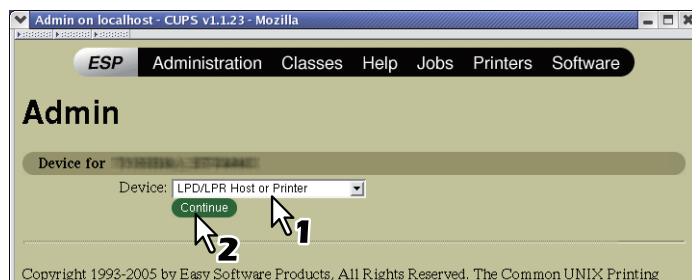 Admin on localhost - CUPS v1.1.23 - Mozilla
ESP Administration Classes Help Jobs Printers Software
Admin
Device for
Device: LPD/LPR Host or Printer
Continue
1
2
Copyright 1993-2005 by Easy Software Products, All Rights Reserved. The Common UNIX Printing